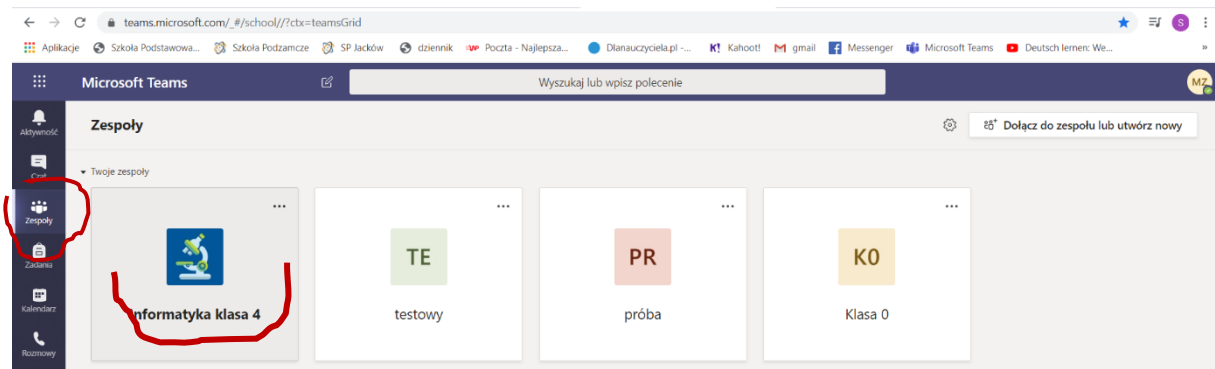 teams.microsoft.com/_#/school//?ctx=teamsGrid
S
Aplikacje Szkoła Podstawowa... Szkoła Podzamcze SP Jacków dziennik Poczta - Najlepsza... Dlanauczyciela.pl -... K! Kahoot! gmail Messenger Microsoft Teams Deutsch lernen: We... »
Microsoft Teams
Wyszukaj lub wpisz polecenie
MZ
Aktywność
Czat
Zespoły
Zadania
Kalendarz
Rozmowy
Zespoły
Dołącz do zespołu lub utwórz nowy
Twoje zespoły
Informatyka klasa 4
TE
testowy
PR
próba
K0
Klasa 0